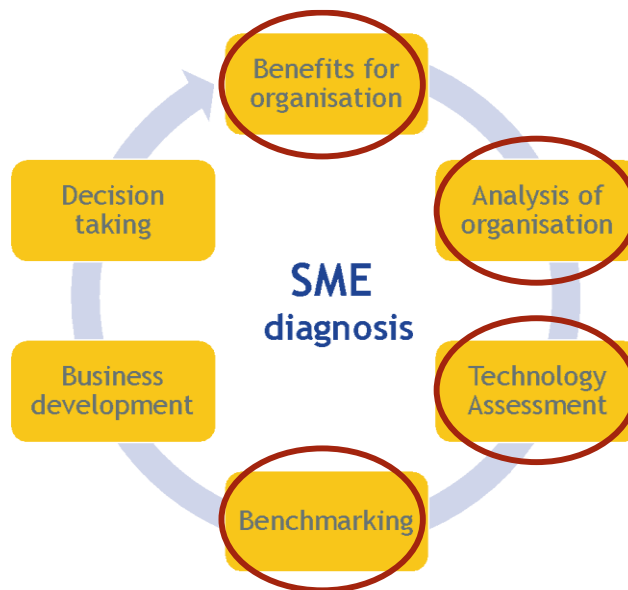 Benefits for
organisation
Analysis of
organisation
Technology
Assessment
Benchmarking
Business
development
Decision
taking
SME
diagnosis